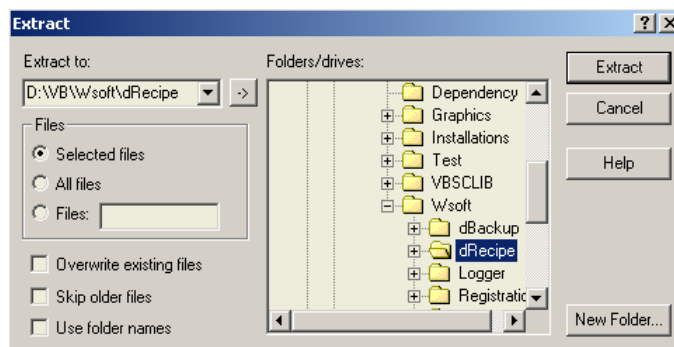 Extract
Extract to:
D:\VB\Wsoft\dRecipe
->
Files
Selected files
All files
Files:
Overwrite existing files
Skip older files
Use folder names
Folders/drives:
Dependency
Graphics
Installations
Test
VBSCLIB
Wsoft
dBackup
dRecipe
Logger
Registratic
Extract
Cancel
Help
New Folder...